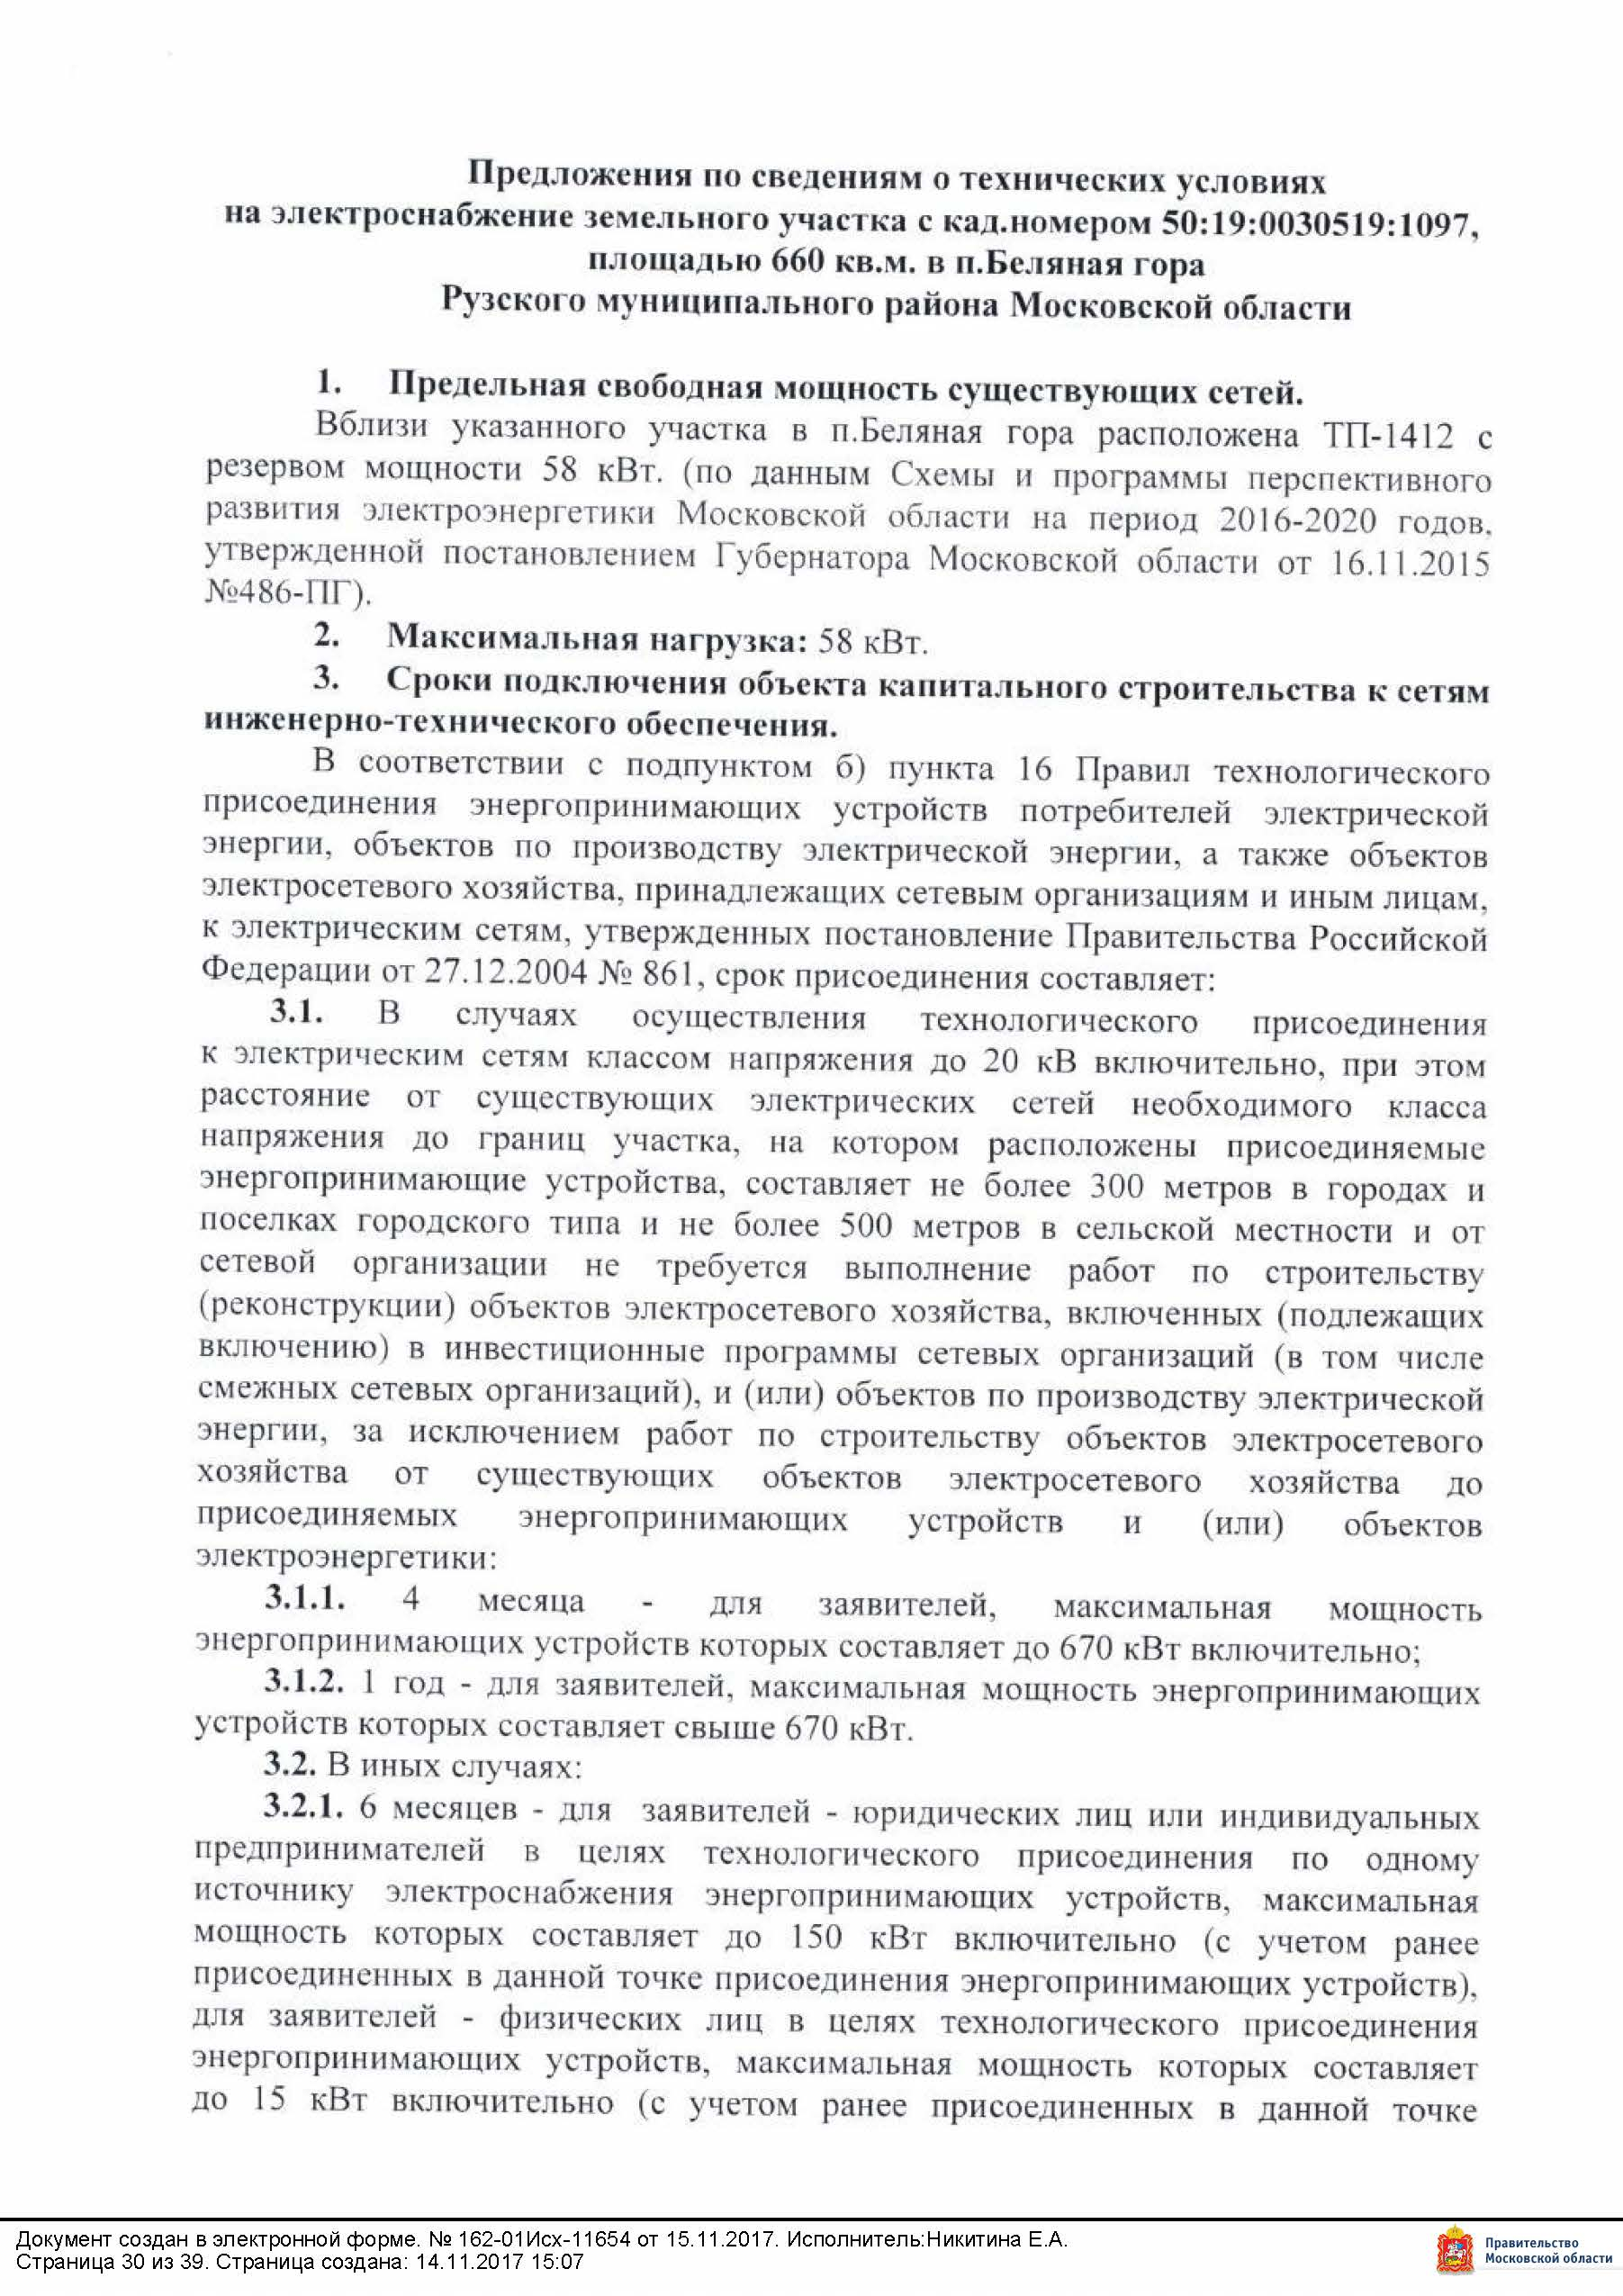 Предложения по сведениям о технических условиях
на электроснабжение земельного участка с кад.номером 50:19:0030519:1097,
площадью 660 кв.м. в п.Беляная гора
Рузского муниципального района Московской области
1. Предельная свободная мощность существующих сетей.
Вблизи указанного участка в п.Беляная гора расположена ТП-1412 с
резервом мощности 58 кВт. (по данным Схемы и программы перспективного
развития электроэнергетики Московской области на период 2016-2020 годов,
утвержденной постановлением Губернатора Московской области от 16.11.2015
№486-ПГ).
2. Максимальная нагрузка: 58 кВт.
3. Сроки подключения объекта капитального строительства к сетям
инженерно-технического обеспечения.
В соответствии с подпунктом б) пункта 16 Правил технологического
присоединения энергопринимающих устройств потребителей электрической
энергии, объектов по производству электрической энергии, а также объектов
электросетевого хозяйства, принадлежащих сетевым организациям и иным лицам,
к электрическим сетям, утвержденных постановление Правительства Российской
Федерации от 27.12.2004 № 861, срок присоединения составляет:
3.1. В случаях осуществления технологического присоединения
к электрическим сетям классом напряжения до 20 кВ включительно, при этом
расстояние от существующих электрических сетей необходимого класса
напряжения до границ участка, на котором расположены присоединяемые
энергопринимающие устройства, составляет не более 300 метров в городах и
поселках городского типа и не более 500 метров в сельской местности и от
сетевой организации не требуется выполнение работ по строительству
(реконструкции) объектов электросетевого хозяйства, включенных (подлежащих
включению) в инвестиционные программы сетевых организаций (в том числе
смежных сетевых организаций), и (или) объектов по производству электрической
энергии, за исключением работ по строительству объектов электросетевого
хозяйства от существующих объектов электросетевого хозяйства до
присоединяемых энергопринимающих устройств и (или) объектов
электроэнергетики:
3.1.1. 4 месяца - для заявителей, максимальная мощность
энергопринимающих устройств которых составляет до 670 кВт включительно;
3.1.2. 1 год - для заявителей, максимальная мощность энергопринимающих
устройств которых составляет свыше 670 кВт.
3.2. В иных случаях:
3.2.1. 6 месяцев - для заявителей - юридических лиц или индивидуальных
предпринимателей в целях технологического присоединения по одному
источнику электроснабжения энергопринимающих устройств, максимальная
мощность которых составляет до 150 кВт включительно (с учетом ранее
присоединенных в данной точке присоединения энергопринимающих устройств),
для заявителей - физических лиц в целях технологического присоединения
энергопринимающих устройств, максимальная мощность которых составляет
до 15 кВт включительно (с учетом ранее присоединенных в данной точке
Документ создан в электронной форме. № 162-01Исх-11654 от 15.11.2017. Исполнитель:Никитина Е.А.
Страница 30 из 39. Страница создана: 14.11.2017 15:07
Правительство
Московской области